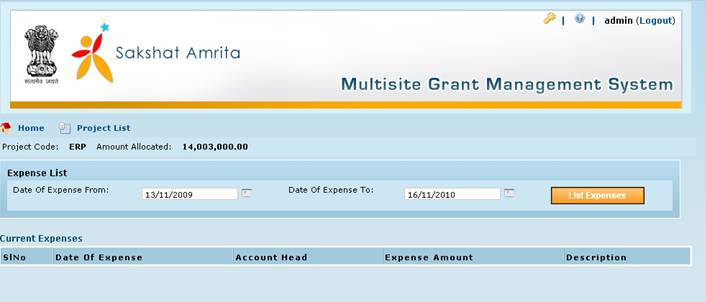 admin (Logout)
सत्यमेव जयते
Sakshat Amrita
Multisite Grant Management System
Home Project List
Project Code: ERP Amount Allocated: 14,003,000.00
Expense List
Date Of Expense From: 13/11/2009 Date Of Expense To: 16/11/2010 List Expenses
Current Expenses
SlNo Date Of Expense Account Head Expense Amount Description